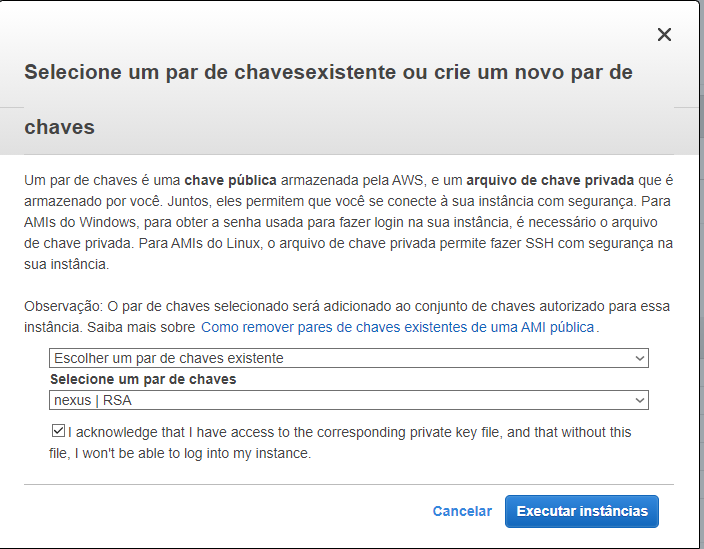 Selecione um par de chavesexistente ou crie um novo par de
chaves
Um par de chaves é uma chave pública armazenada pela AWS, e um arquivo de chave privada que é
armazenado por você. Juntos, eles permitem que você se conecte à sua instância com segurança. Para
AMIs do Windows, para obter a senha usada para fazer login na sua instância, é necessário o arquivo
de chave privada. Para AMIs do Linux, o arquivo de chave privada permite fazer SSH com segurança na
sua instância.
Observação: O par de chaves selecionado será adicionado ao conjunto de chaves autorizado para essa
instância. Saiba mais sobre Como remover pares de chaves existentes de uma AMI pública.
Escolher um par de chaves existente
Selecione um par de chaves
nexus | RSA
I acknowledge that I have access to the corresponding private key file, and that without this
file, I won't be able to log into my instance.
Cancelar Executar instâncias